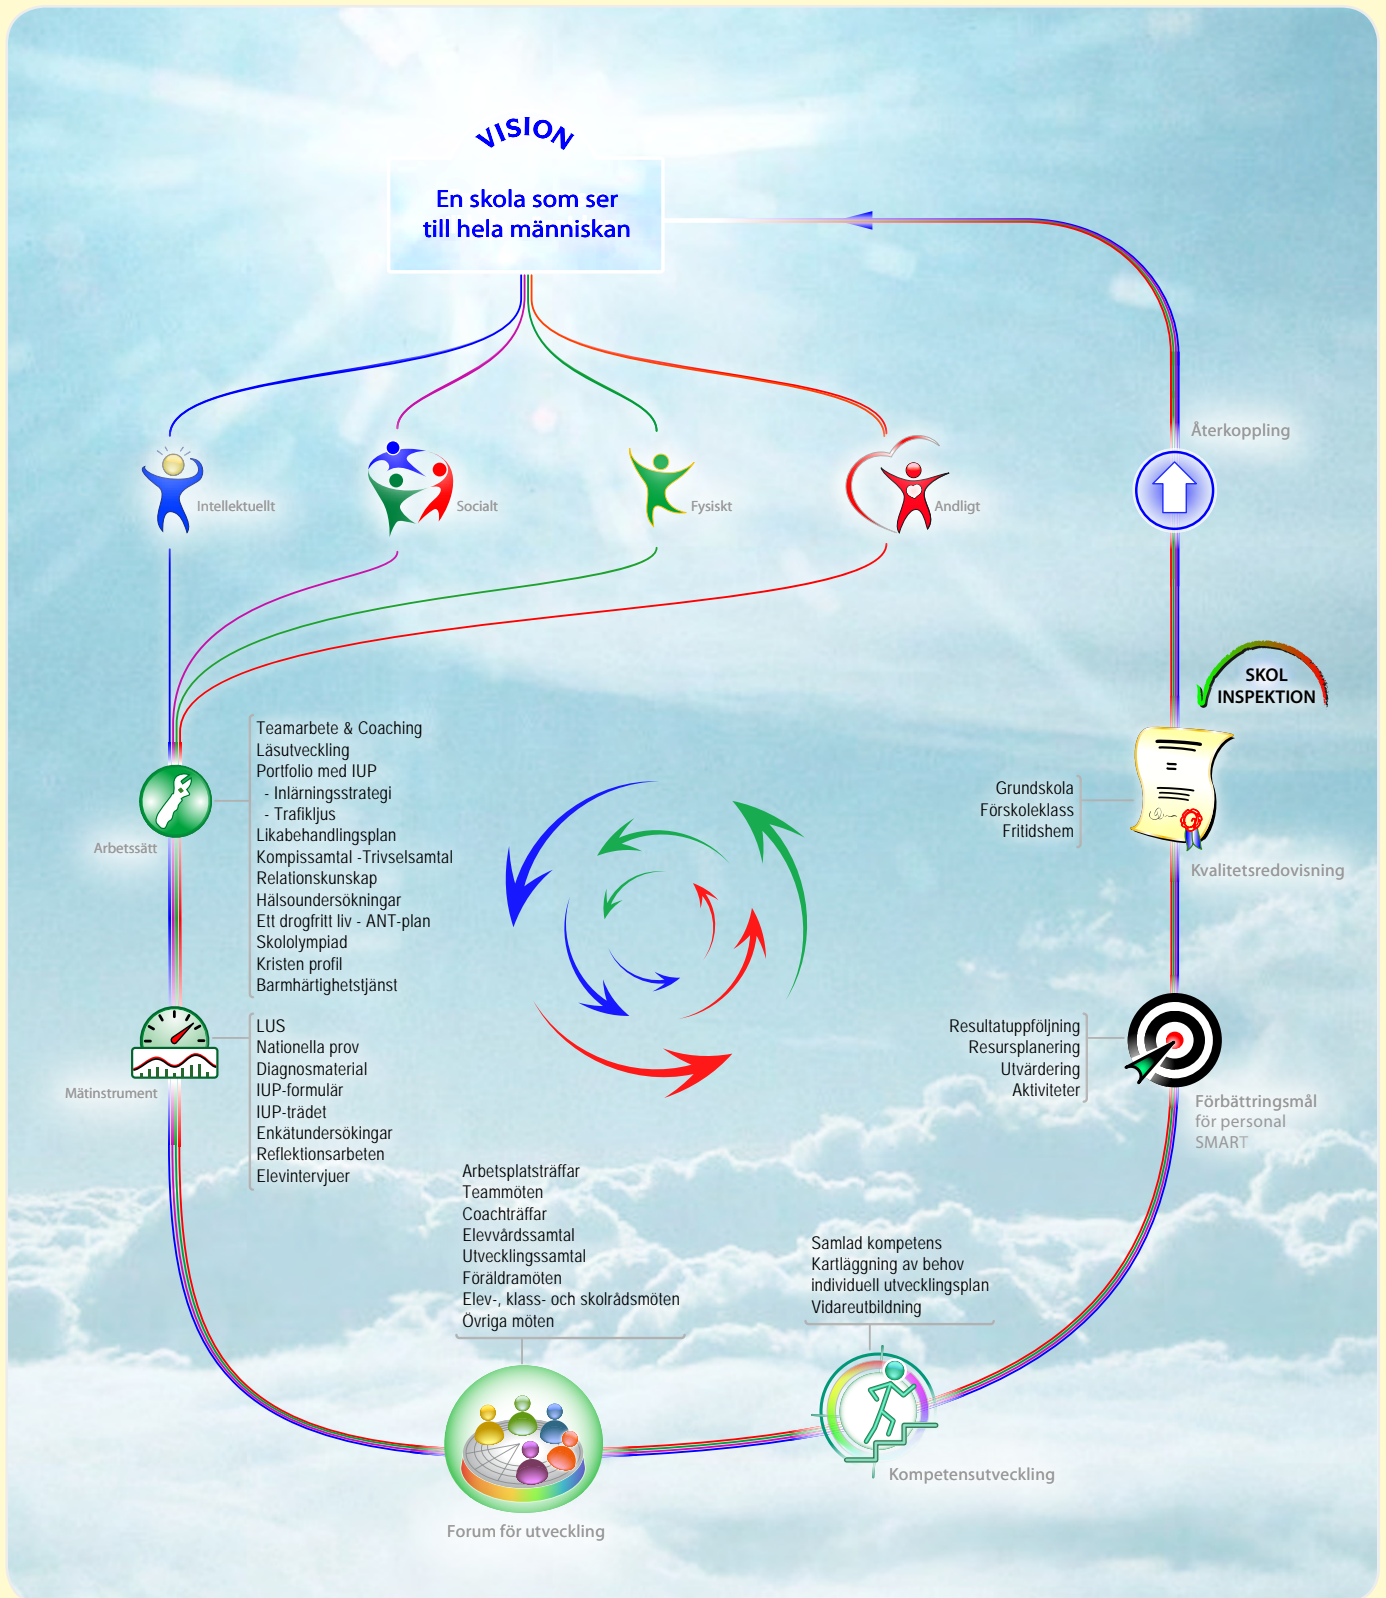 VISION
En skola som ser
till hela människan
Intellektuellt
Socialt
Fysiskt
Andligt
Återkoppling
SKOL
INSPEKTION
Teamarbete & Coaching
Läsutveckling
Portfolio med IUP
- Inlärningsstrategi
- Trafikljus
Likabehandlingsplan
Kompissamtal -Trivselsamtal
Relationskunskap
Hälsoundersökningar
Ett drogfritt liv - ANT-plan
Skololympiad
Kristen profil
Barmhärtighetstjänst
Arbetssätt
Grundskola
Förskoleklass
Fritidshem
Kvalitetsredovisning
LUS
Nationella prov
Diagnosmaterial
IUP-formulär
IUP-trädet
Enkätundersökingar
Reflektionsarbeten
Elevintervjuer
Mätinstrument
Resultatuppföljning
Resursplanering
Utvärdering
Aktiviteter
Förbättringsmål
för personal
SMART
Arbetsplatsträffar
Teammöten
Coachträffar
Elevvårdssamtal
Utvecklingssamtal
Föräldramöten
Elev-, klass- och skolrådsmöten
Övriga möten
Samlad kompetens
Kartläggning av behov
individuell utvecklingsplan
Vidareutbildning
Kompetensutveckling
Forum för utveckling